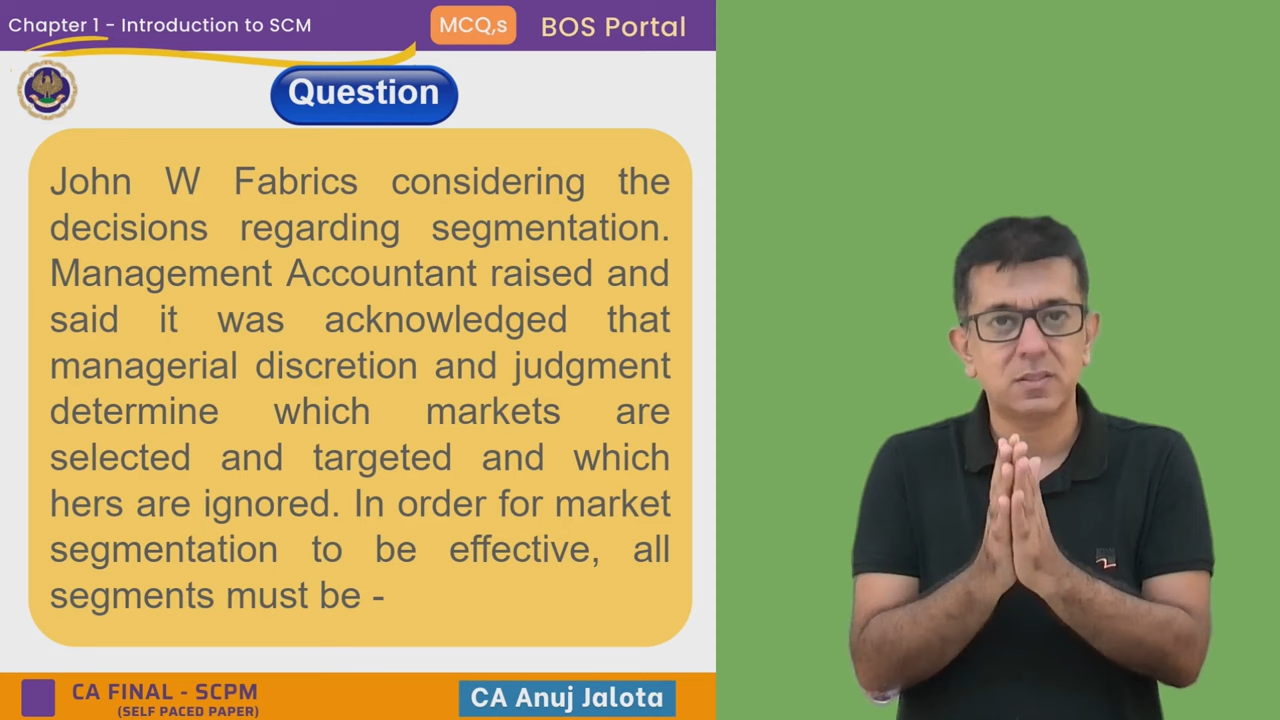 Chapter 1 - Introduction to SCM
MCQ,s
BOS Portal
Question
John W Fabrics considering the
decisions regarding segmentation.
Management Accountant raised and
said it was acknowledged that
managerial discretion and judgment
determine which markets are
selected and targeted and which
hers are ignored. In order for market
segmentation to be effective, all
segments must be -
CA FINAL - SCPM
(SELF PACED PAPER)
CA Anuj Jalota